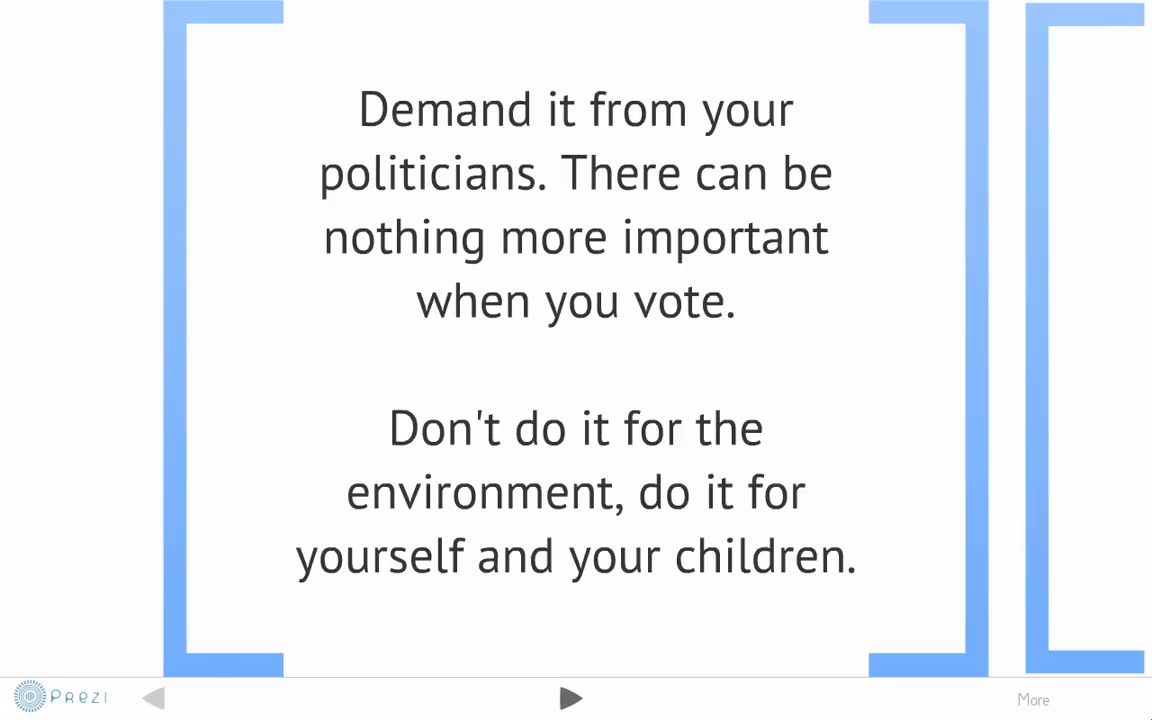 Demand it from your
politicians. There can be
nothing more important
when you vote.
Don't do it for the
environment, do it for
yourself and your children.
Prezi
More